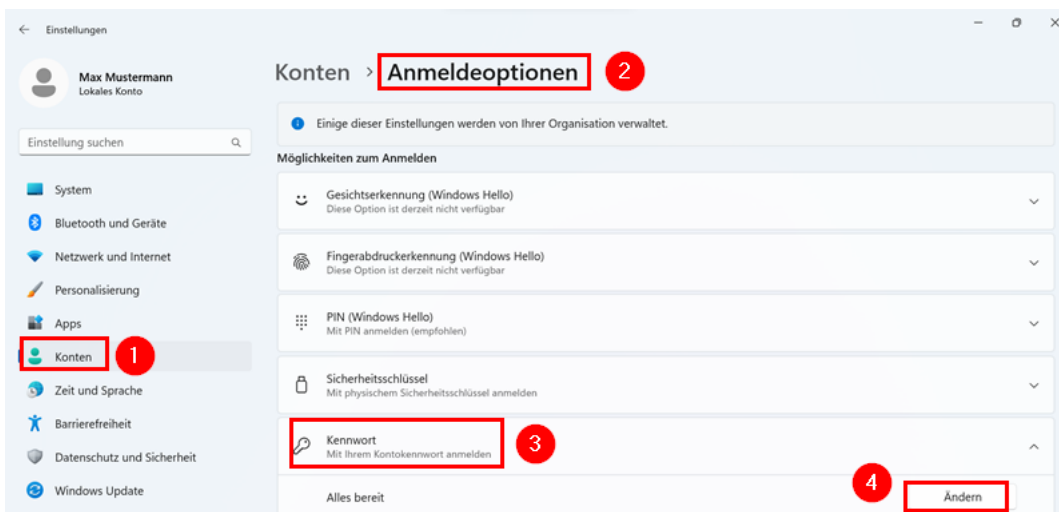 Einstellungen
Max Mustermann
Lokales Konto
Einstellung suchen
System
Bluetooth und Geräte
Netzwerk und Internet
Personalisierung
Apps
Konten
1
Zeit und Sprache
Barrierefreiheit
Datenschutz und Sicherheit
Windows Update
Konten > Anmeldeoptionen
2
Einige dieser Einstellungen werden von Ihrer Organisation verwaltet.
Möglichkeiten zum Anmelden
Gesichtserkennung (Windows Hello)
Diese Option ist derzeit nicht verfügbar
Fingerabdruckerkennung (Windows Hello)
Diese Option ist derzeit nicht verfügbar
PIN (Windows Hello)
Mit PIN anmelden (empfohlen)
Sicherheitsschlüssel
Mit physischem Sicherheitsschlüssel anmelden
Kennwort
Mit Ihrem Kontokennwort anmelden
3
Alles bereit
4
Ändern